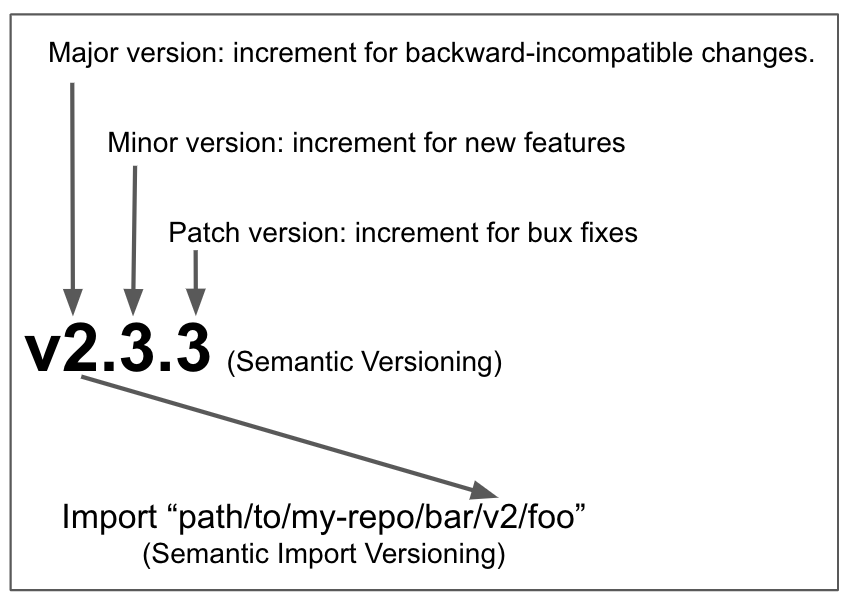 Major version: increment for backward-incompatible changes.
Minor version: increment for new features
Patch version: increment for bux fixes
v2.3.3 (Semantic Versioning)
Import “path/to/my-repo/bar/v2/foo”
(Semantic Import Versioning)